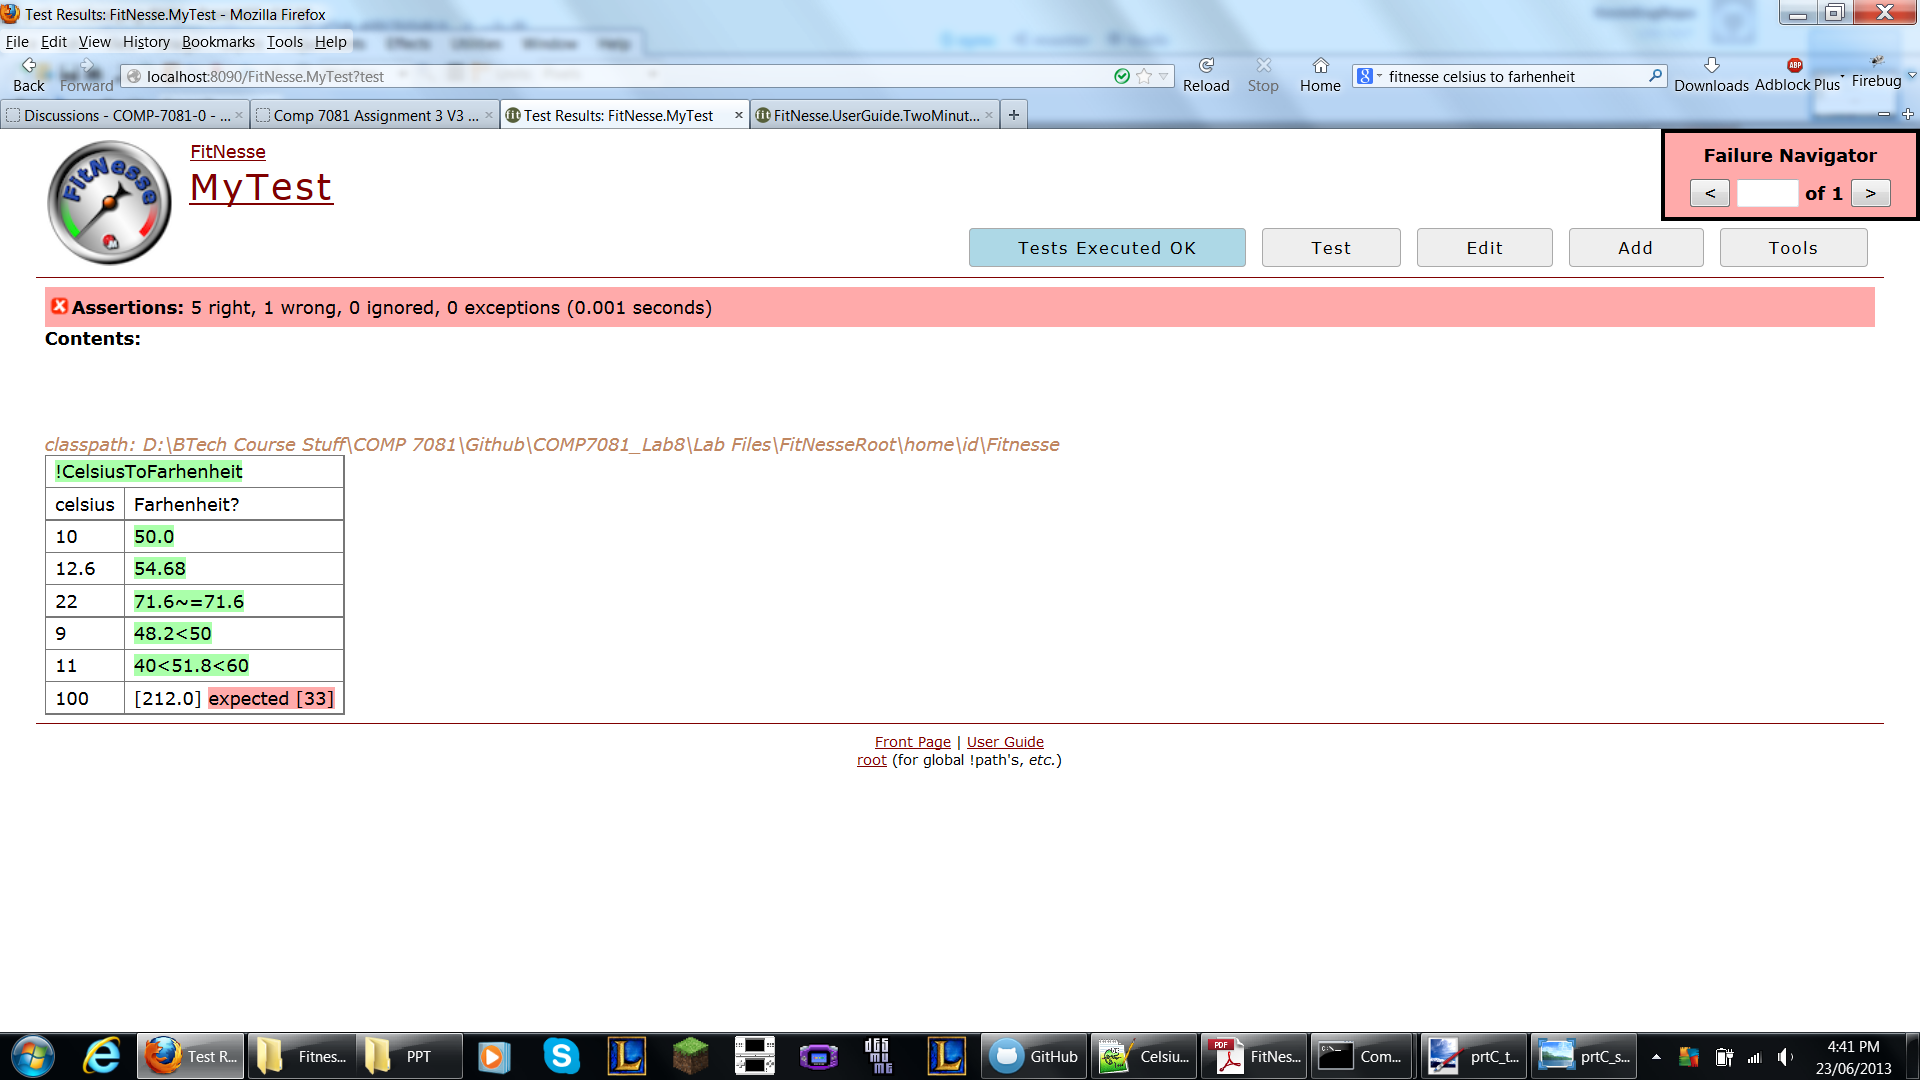 Test Results: FitNesse.MyTest - Mozilla Firefox
File Edit View History Bookmarks Tools Help
Back Forward localhost:8090/FitNesse.MyTest?test Reload Stop Home fitnesse celsius to farhenheit Downloads Adblock Plus Firebug
Discussions - COMP-7081-0 - ... Comp 7081 Assignment 3 V3 ... Test Results: FitNesse.MyTest FitNesse.UserGuide.TwoMinut...
FitNesse
FitNesse
MyTest
Failure Navigator
< of 1 >
Tests Executed OK Test Edit Add Tools
Assertions: 5 right, 1 wrong, 0 ignored, 0 exceptions (0.001 seconds)
Contents:
classpath: D:\BTech Course Stuff\COMP 7081\Github\COMP7081_Lab8\Lab Files\FitNesseRoot\home\id\Fitnesse
!CelsiusToFarhenheit
celsius Farhenheit?
10 50.0
12.6 54.68
22 71.6~=71.6
9 48.2<50
11 40<51.8<60
100 [212.0] expected [33]
Front Page | User Guide
root (for global !path's, etc.)
Test R... Fitnes... PPT GitHub Celsiu... FitNes... Com... prtC_t... prtC_s... 4:41 PM
23/06/2013